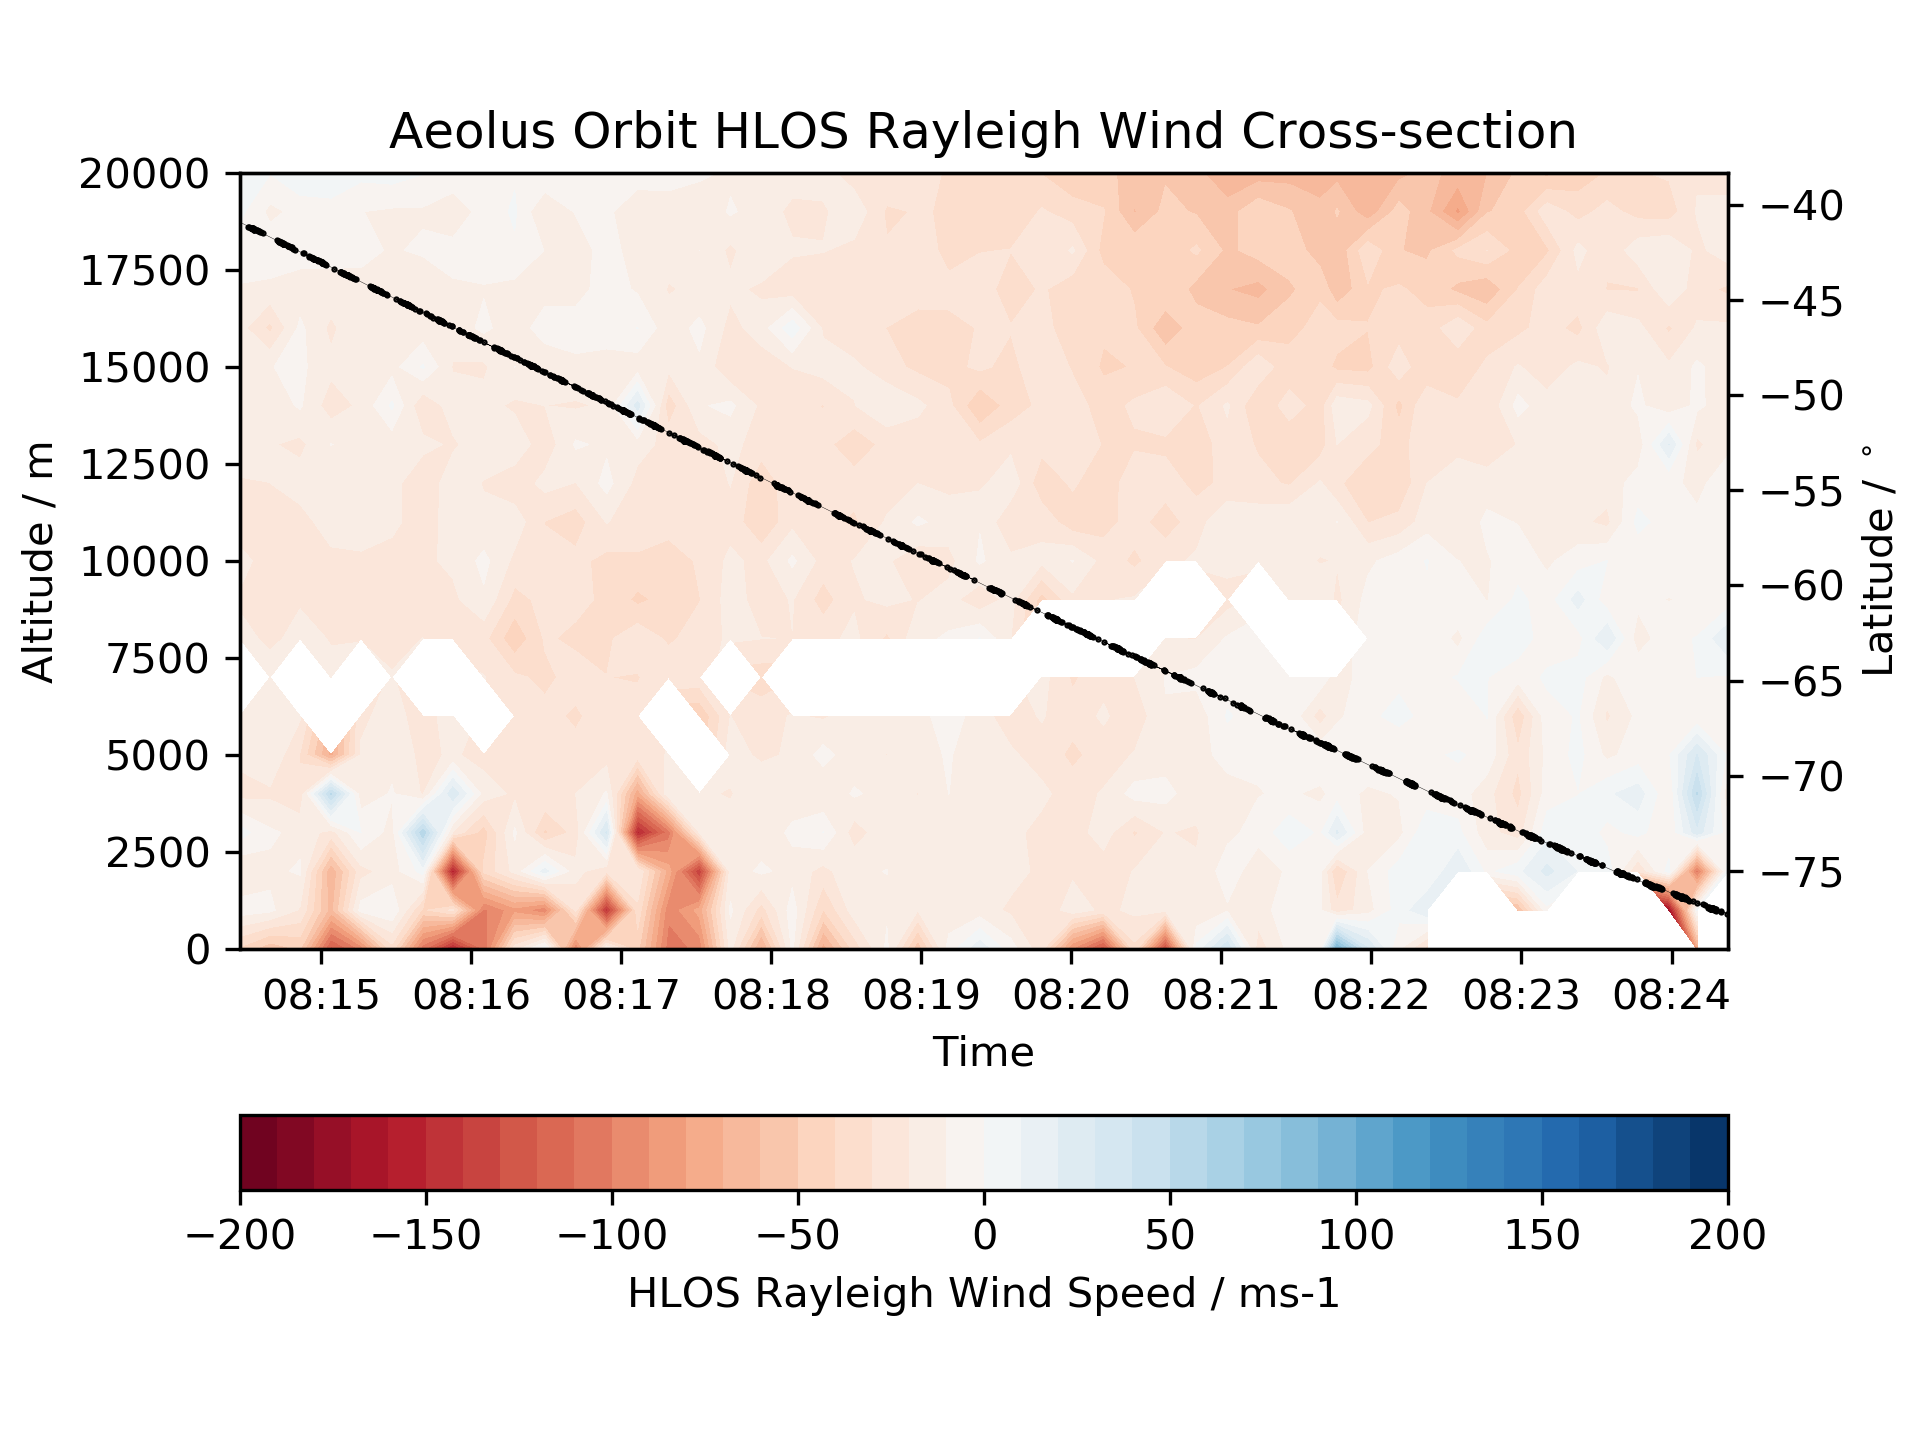 Aeolus Orbit HLOS Rayleigh Wind Cross-section
20000
17500
15000
12500
10000
7500
5000
2500
0
Altitude / m
−40
−45
−50
−55
−60
−65
−70
−75
Latitude / °
08:15 08:16 08:17 08:18 08:19 08:20 08:21 08:22 08:23 08:24
Time
−200 −150 −100 −50 0 50 100 150 200
HLOS Rayleigh Wind Speed / ms-1